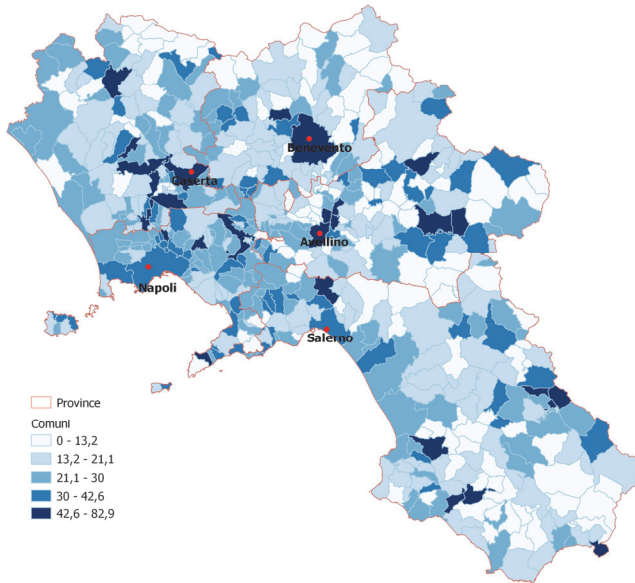 Benevento
Caserta
Avellino
Napoli
Salerno
Province
Comuni
0 - 13,2
13,2 - 21,1
21,1 - 30
30 - 42,6
42,6 - 82,9